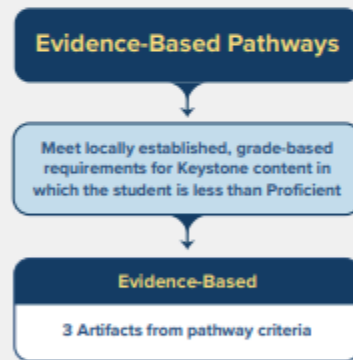 Evidence-Based Pathways
Meet locally established, grade-based
requirements for Keystone content in
which the student is less than Proficient
Evidence-Based
3 Artifacts from pathway criteria